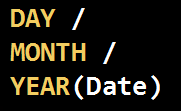 DAY /
MONTH /
YEAR(Date)